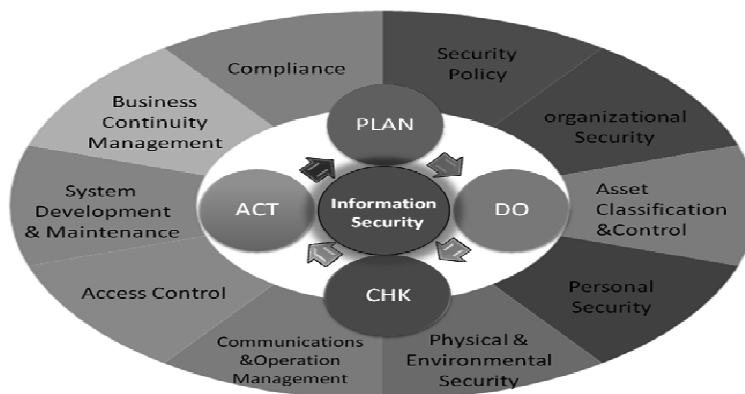 Security
Policy
organizational
Security
Asset
Classification
&Control
Personal
Security
Physical &
Environmental
Security
Communications
&Operation
Management
Access Control
System
Development
& Maintenance
Business
Continuity
Management
Compliance
PLAN
DO
CHK
ACT
Information
Security